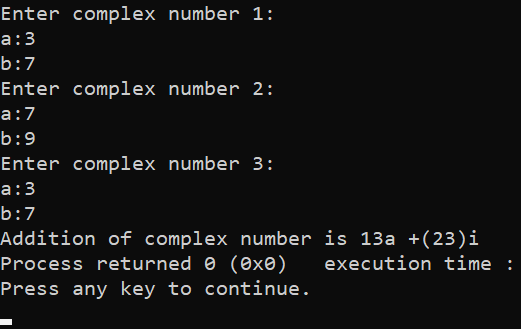 Enter complex number 1:
a:3
b:7
Enter complex number 2:
a:7
b:9
Enter complex number 3:
a:3
b:7
Addition of complex number is 13a +(23)i
Process returned 0 (0x0)   execution time :
Press any key to continue.